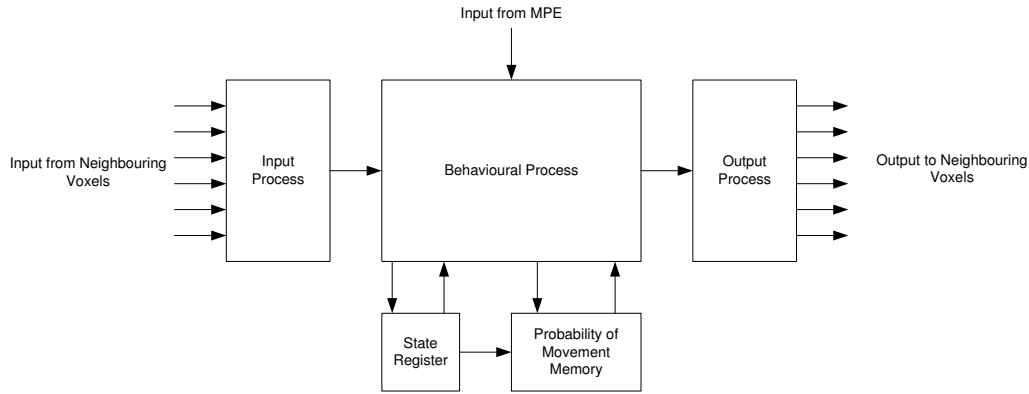 Input from MPE
Input from Neighbouring
Voxels
Input
Process
Behavioural Process
Output
Process
Output to Neighbouring
Voxels
State
Register
Probability of
Movement
Memory